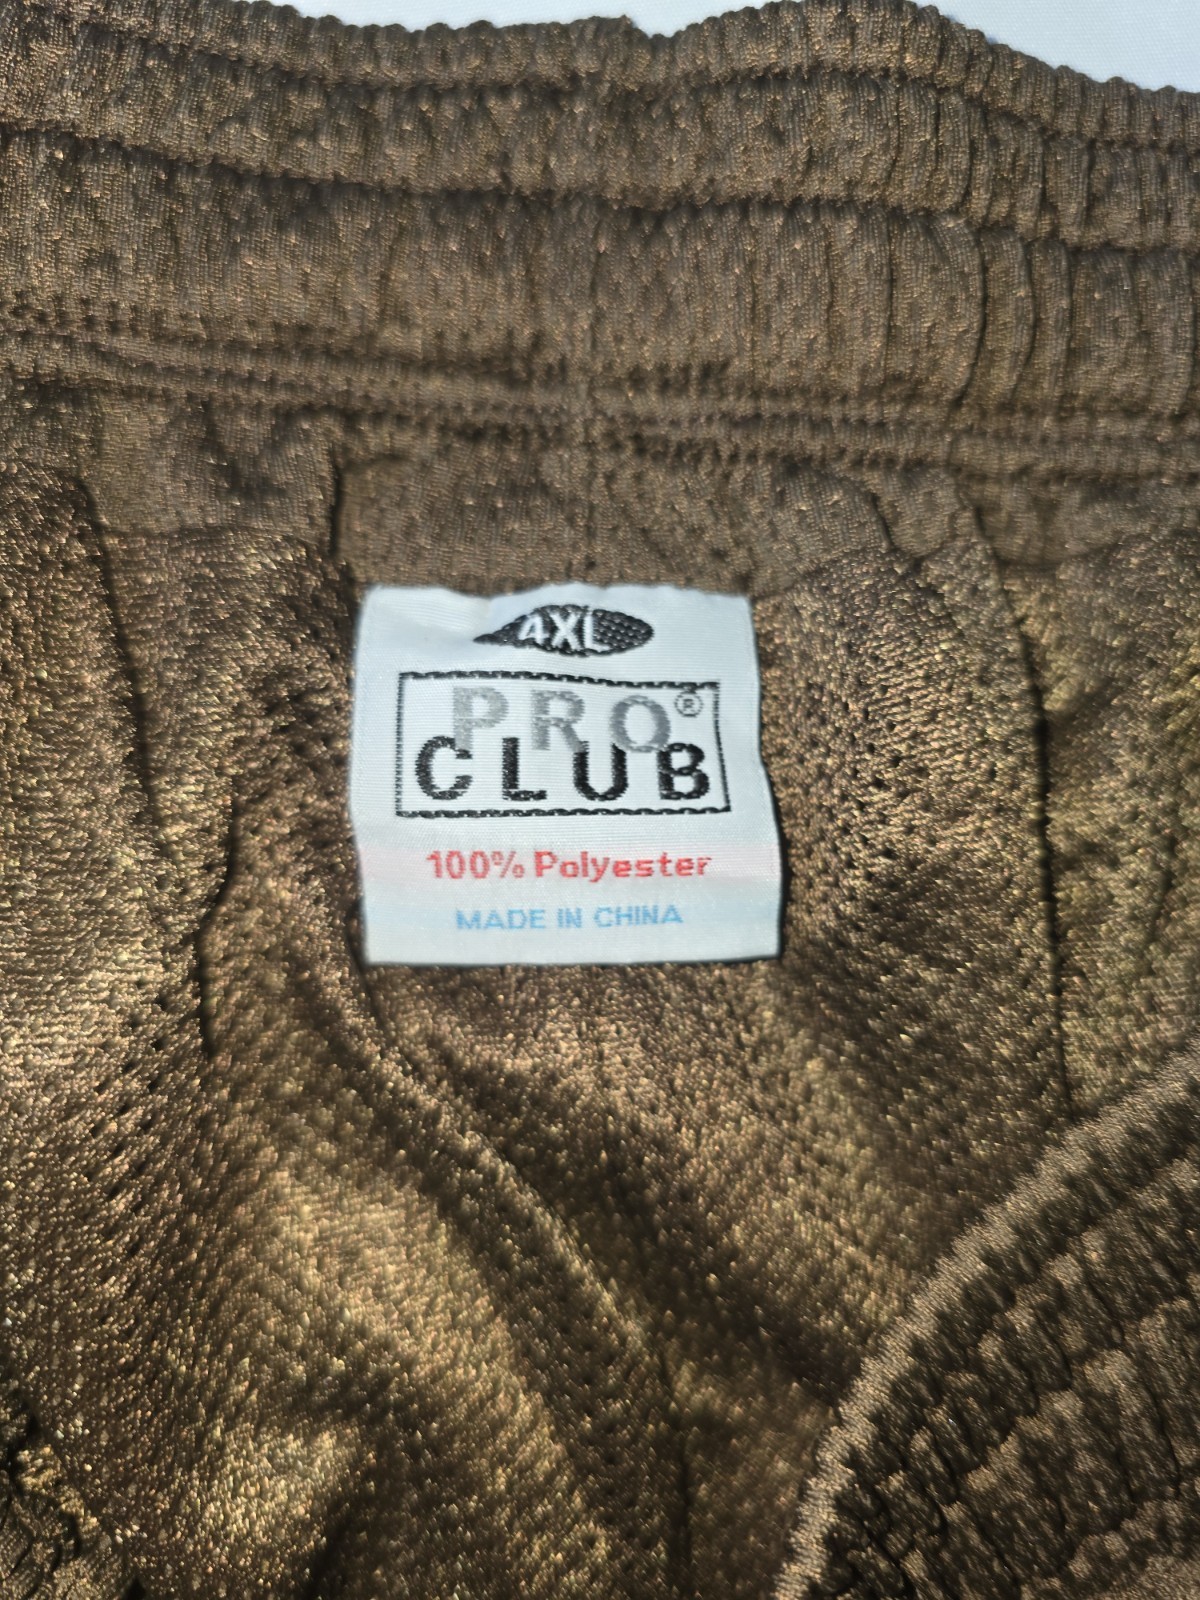 4XL
PRO®
CLUB
100% Polyester
MADE IN CHINA